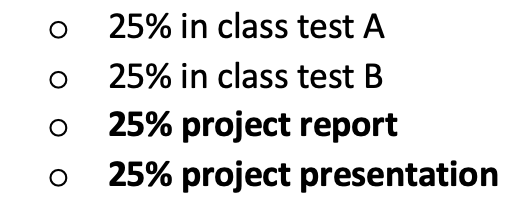 ○ 25% in class test A
○ 25% in class test B
○ 25% project report
○ 25% project presentation